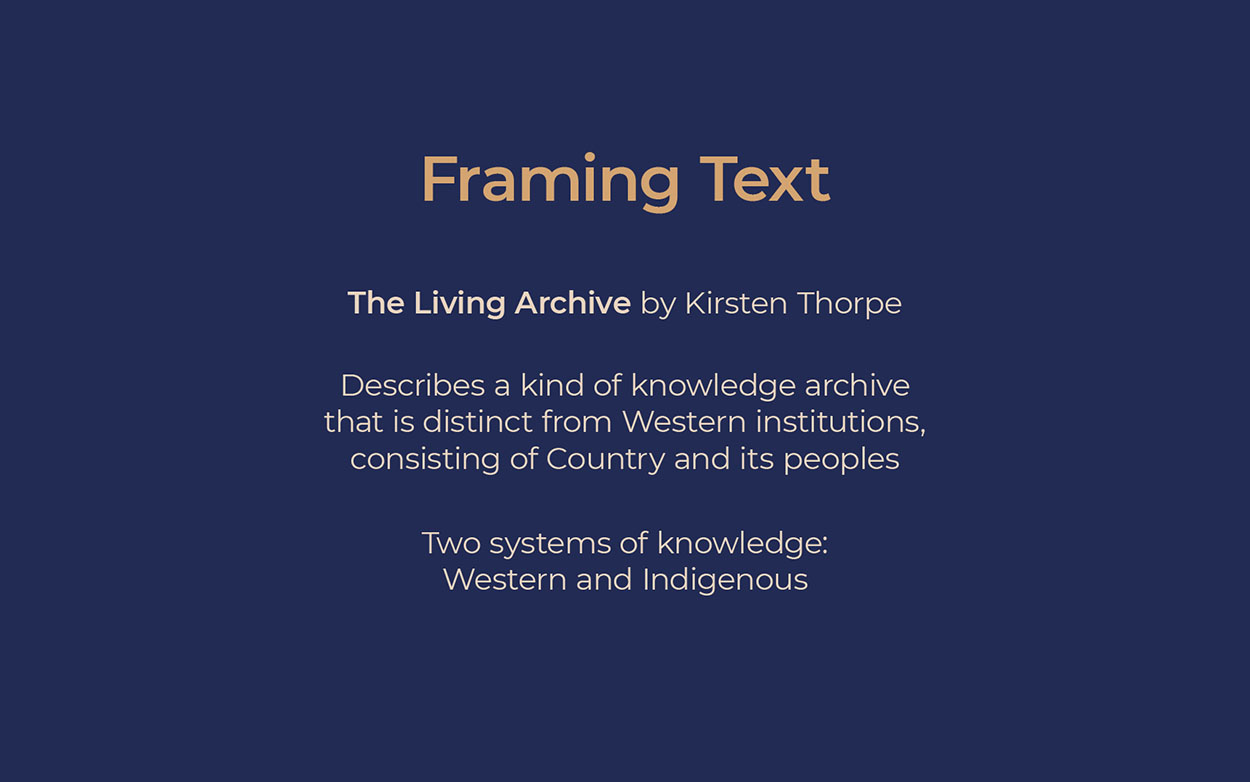 Framing Text
The Living Archive by Kirsten Thorpe
Describes a kind of knowledge archive
that is distinct from Western institutions,
consisting of Country and its peoples
Two systems of knowledge:
Western and Indigenous